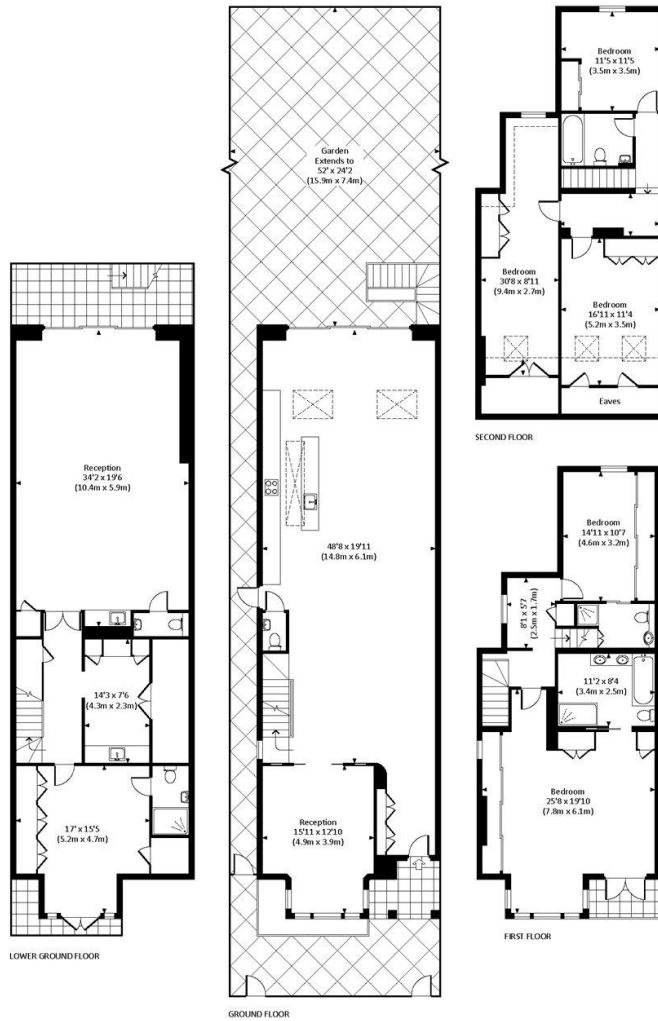 Reception
34'2 x 19'6
(10.4m x 5.9m)
14'3 x 7'6
(4.3m x 2.3m)
17' x 15'5
(5.2m x 4.7m)
LOWER GROUND FLOOR
Garden
Extends to
52' x 24'2
(15.9m x 7.4m)
48'8 x 19'11
(14.8m x 6.1m)
Reception
15'11 x 12'10
(4.9m x 3.9m)
GROUND FLOOR
Bedroom
11'5 x 11'5
(3.5m x 3.5m)
Bedroom
30'8 x 8'11
(9.4m x 2.7m)
Bedroom
16'11 x 11'4
(5.2m x 3.5m)
Eaves
SECOND FLOOR
Bedroom
14'11 x 10'7
(4.6m x 3.2m)
8'1 x 5'7
(2.5m x 1.7m)
11'2 x 8'4
(3.4m x 2.5m)
Bedroom
25'8 x 19'10
(7.8m x 6.1m)
FIRST FLOOR